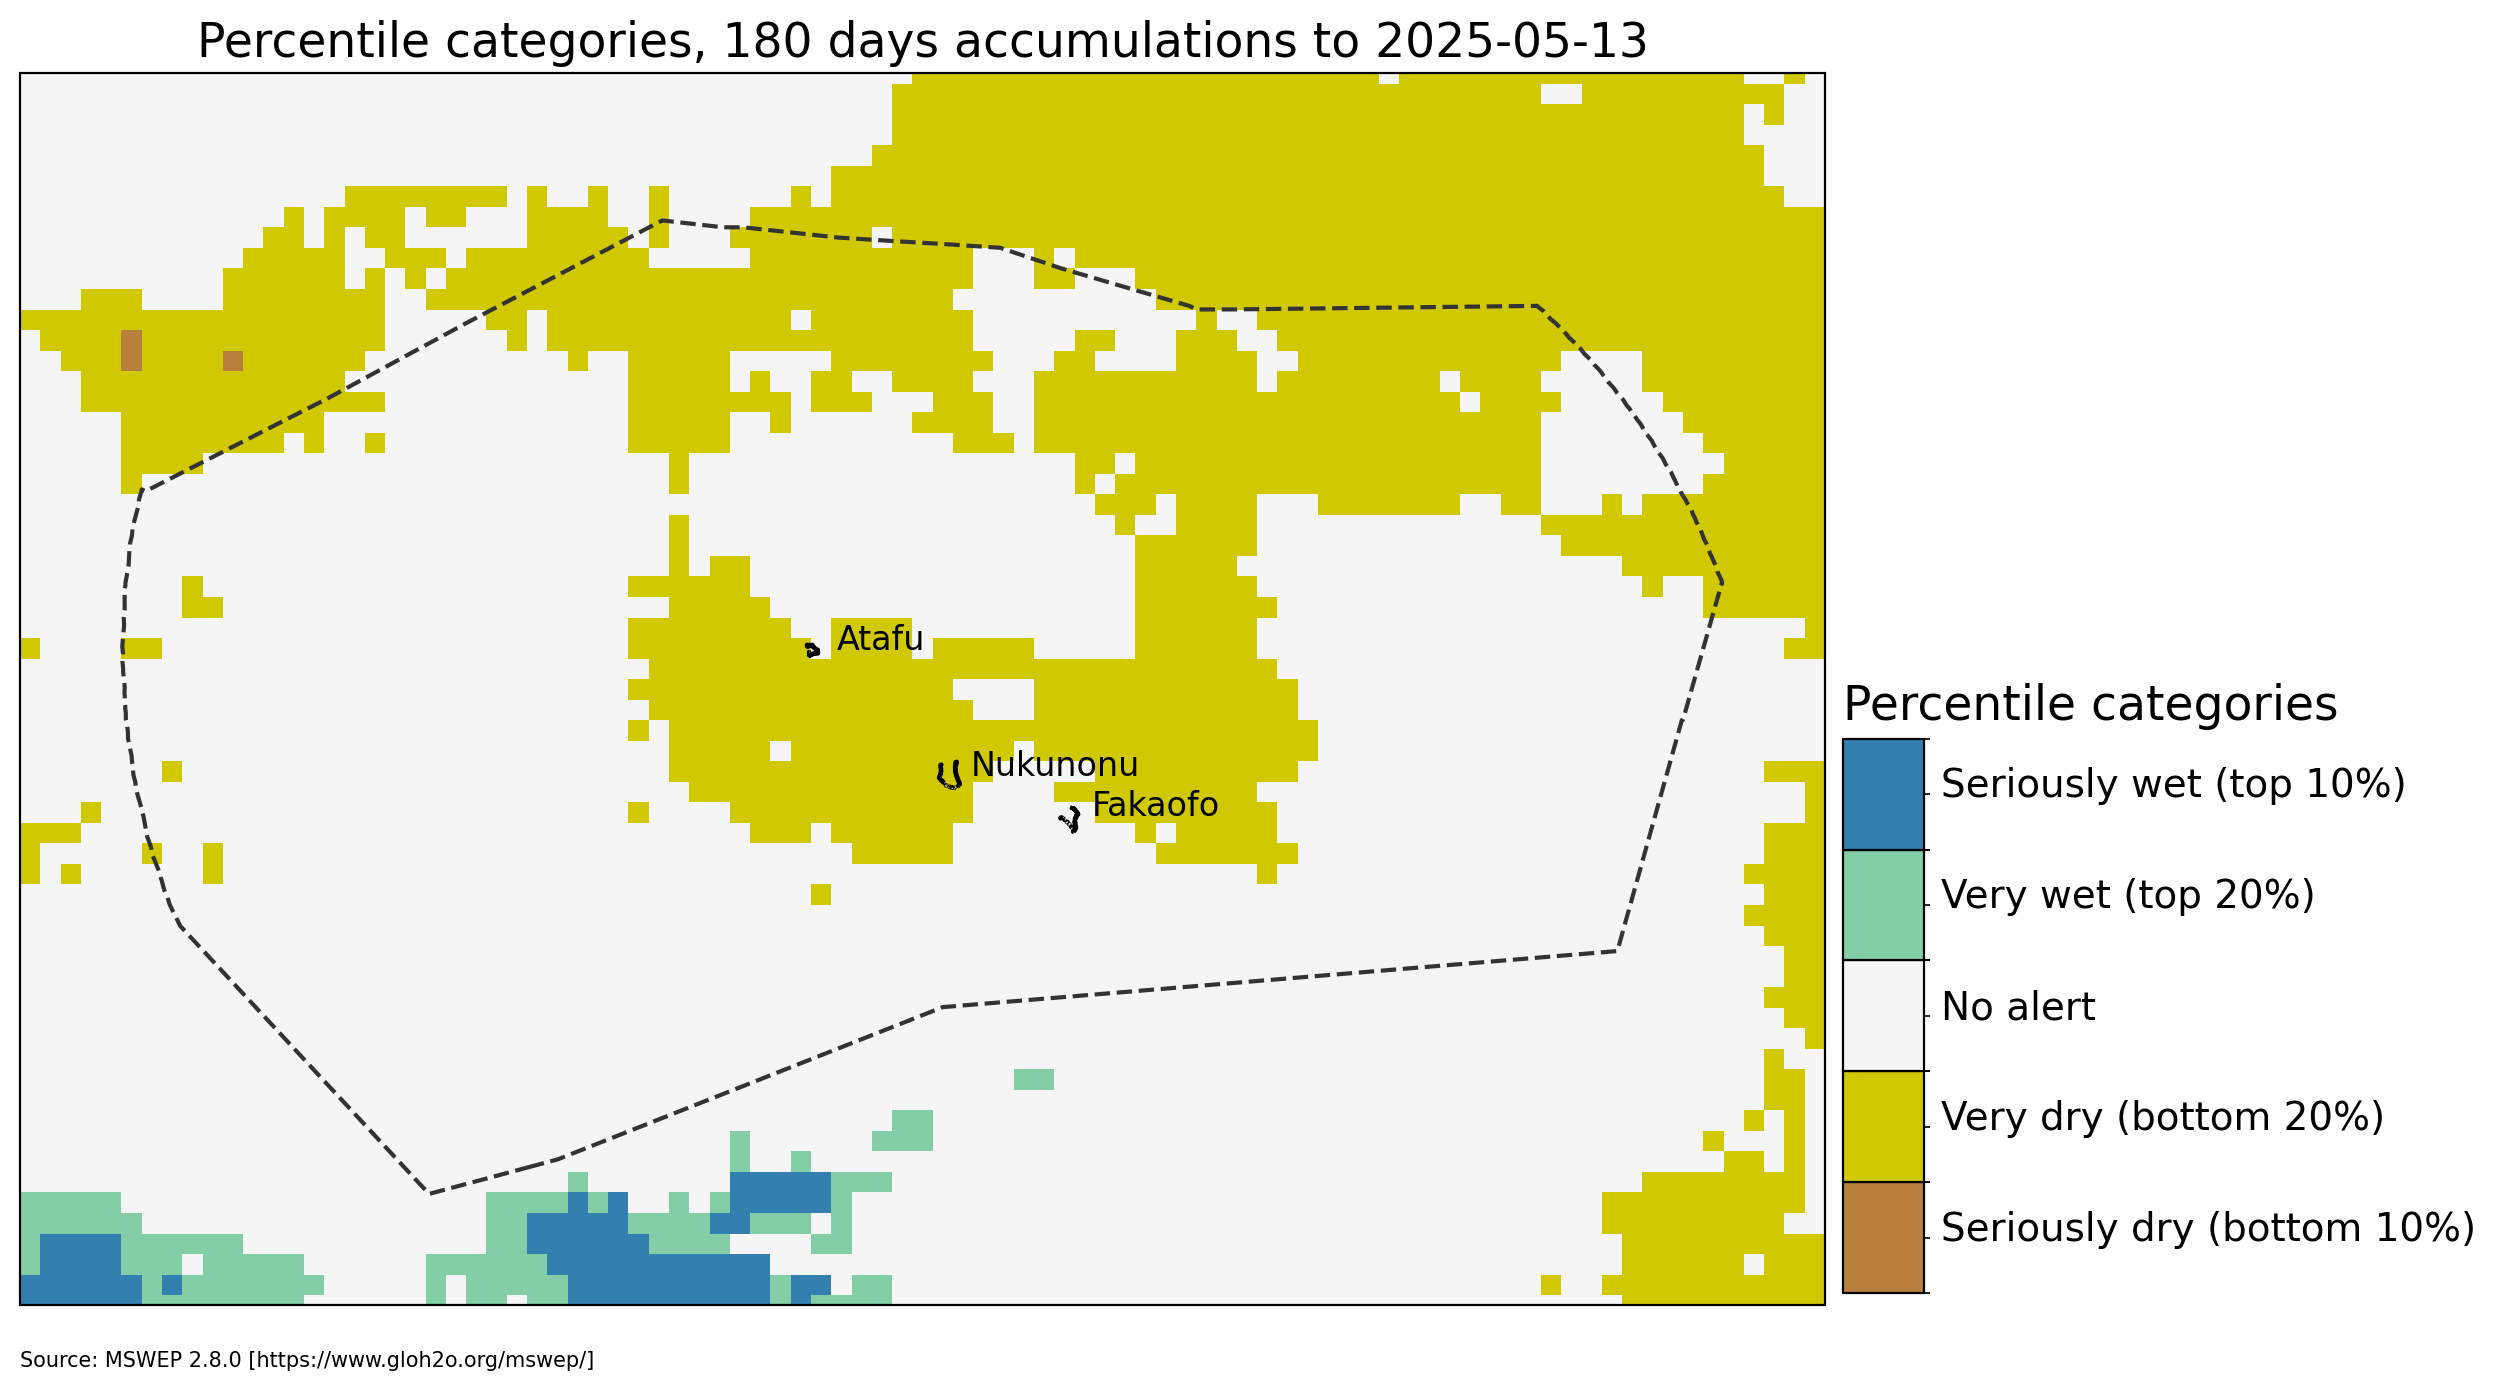 Percentile categories, 180 days accumulations to 2025-05-13
Atafu
Nukunonu
Fakaofo
Percentile categories
Seriously wet (top 10%)
Very wet (top 20%)
No alert
Very dry (bottom 20%)
Seriously dry (bottom 10%)
Source: MSWEP 2.8.0 [https://www.gloh2o.org/mswep/]